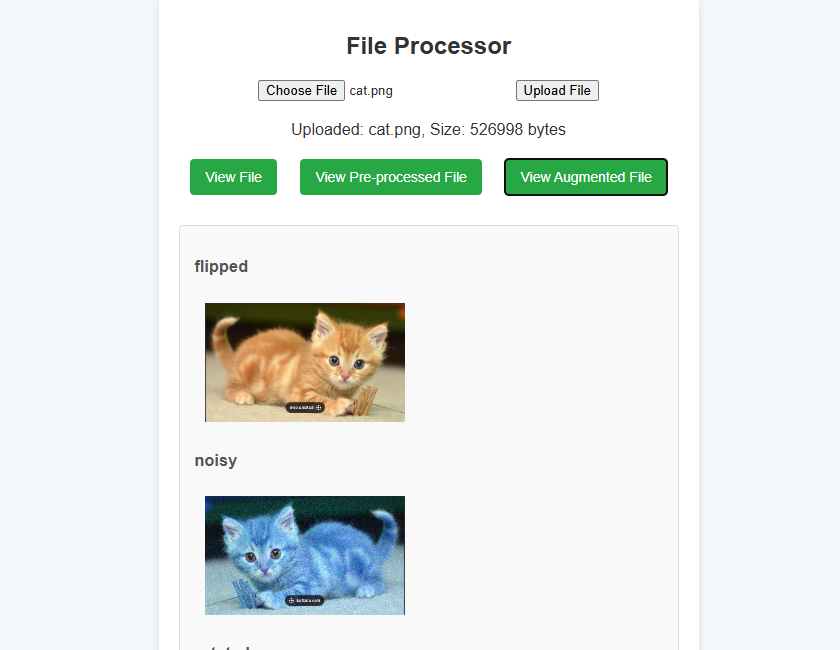 File Processor
Choose File cat.png Upload File
Uploaded: cat.png, Size: 526998 bytes
View File View Pre-processed File View Augmented File
flipped
noisy